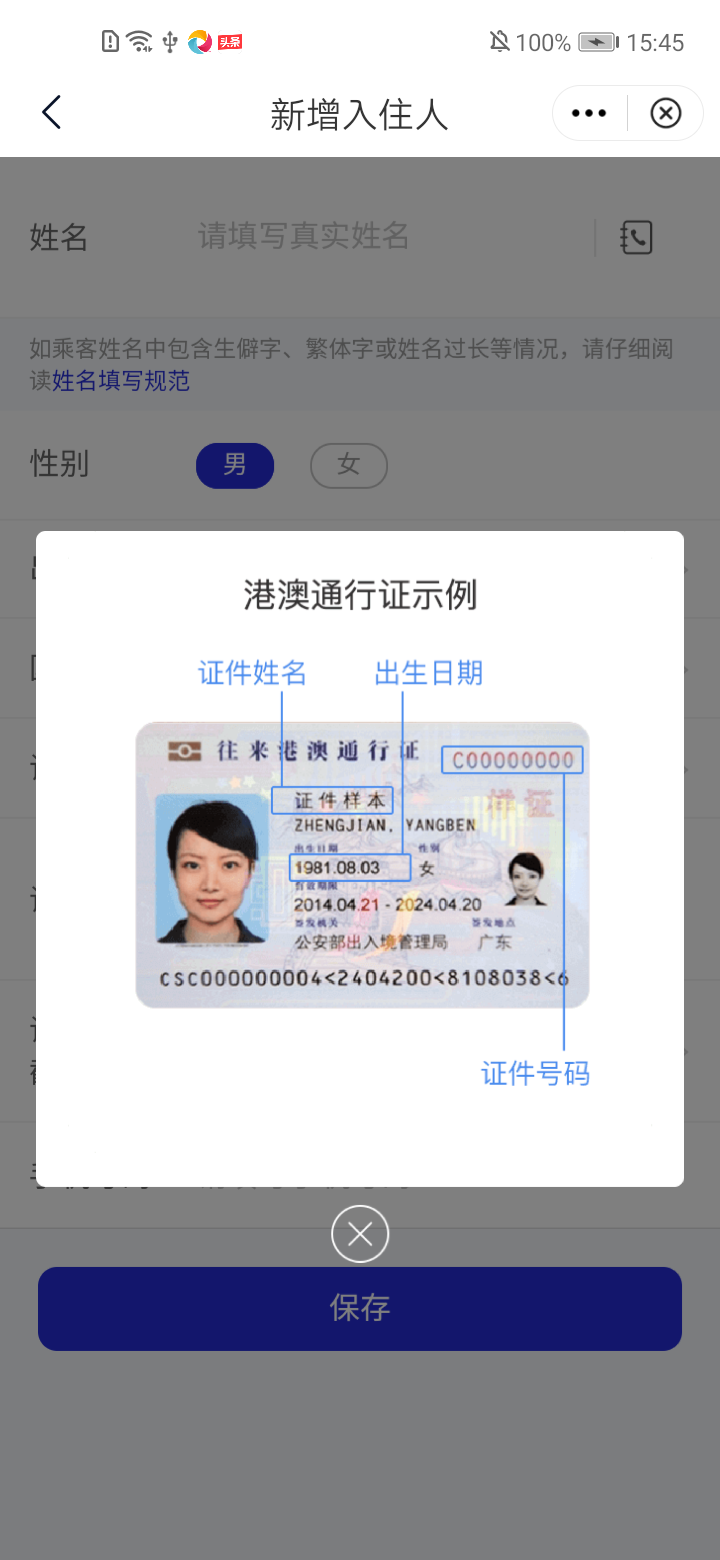 头条
100%
15:45
新增入住人
姓名
请填写真实姓名
如乘客姓名中包含生僻字、繁体字或姓名过长等情况，请仔细阅
读姓名填写规范
性别
男
女
港澳通行证示例
证件姓名
出生日期
往来港澳通行证
C00000000
样证
证件样本
ZHENGJIAN, YANGBEN
出生日期
性别
1981.08.03
女
有效期限
2014.04.21 - 2024.04.20
签发机关
签发地点
公安部出入境管理局
广东
CSC000000004<2404200<8108038<6
证件号码
保存